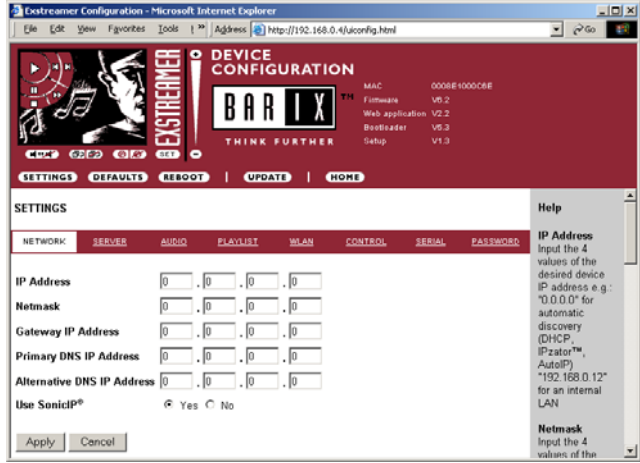 Exstreamer Configuration - Microsoft Internet Explorer
File Edit View Favorites Tools Address http://192.168.0.4/uiconfig.html Go
EXSTREAMER
SET
DEVICE
CONFIGURATION
BARIX™
THINK FURTHER
MAC 0008E1000C6E
Firmware V6.2
Web application V2.2
Bootloader V5.3
Setup V1.3
SETTINGS DEFAULTS REBOOT | UPDATE | HOME
SETTINGS
NETWORK SERVER AUDIO PLAYLIST WLAN CONTROL SERIAL PASSWORD
IP Address 0 . 0 . 0 . 0
Netmask 0 . 0 . 0 . 0
Gateway IP Address 0 . 0 . 0 . 0
Primary DNS IP Address 0 . 0 . 0 . 0
Alternative DNS IP Address 0 . 0 . 0 . 0
Use SonicIP® Yes No
Apply Cancel
Help
IP Address
Input the 4
values of the
desired device
IP address e.g.:
"0.0.0.0" for
automatic
discovery
(DHCP,
IPzator™,
AutoIP)
"192.168.0.12"
for an internal
LAN
Netmask
Input the 4
values of the